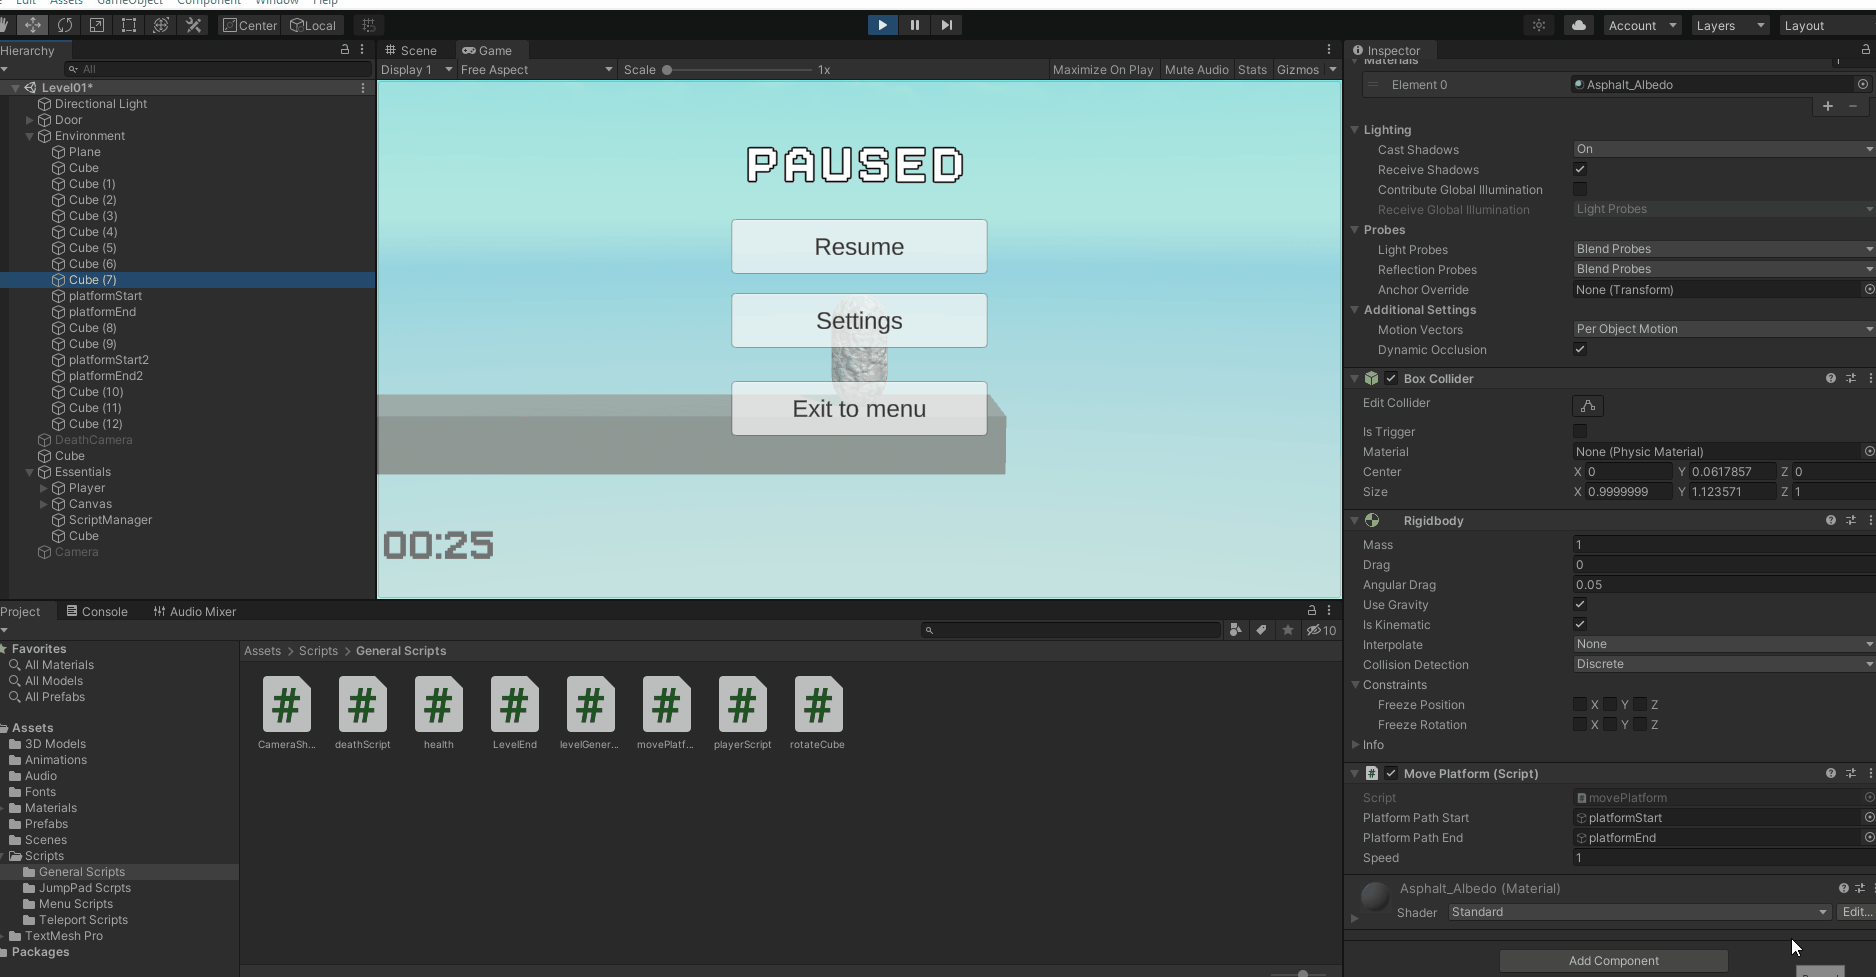 Edit Assets GameObject Component Window Help
Center Local Account Layers Layout
Hierarchy
All
Level01*
Directional Light
Door
Environment
Plane
Cube
Cube (1)
Cube (2)
Cube (3)
Cube (4)
Cube (5)
Cube (6)
Cube (7)
platformStart
platformEnd
Cube (8)
Cube (9)
platformStart2
platformEnd2
Cube (10)
Cube (11)
Cube (12)
DeathCamera
Cube
Essentials
Player
Canvas
ScriptManager
Cube
Camera
Scene Game
Display 1 Free Aspect Scale 1x Maximize On Play Mute Audio Stats Gizmos
PAUSED
Resume
Settings
Exit to menu
00:25
Project Console Audio Mixer
10
Favorites
All Materials
All Models
All Prefabs
Assets
3D Models
Animations
Audio
Fonts
Materials
Prefabs
Scenes
Scripts
General Scripts
JumpPad Scrpts
Menu Scripts
Teleport Scripts
TextMesh Pro
Packages
Assets > Scripts > General Scripts
CameraSh... deathScript health LevelEnd levelGener... movePlatf... playerScript rotateCube
Inspector
Materials 1
Element 0 Asphalt_Albedo
Lighting
Cast Shadows On
Receive Shadows
Contribute Global Illumination
Receive Global Illumination Light Probes
Probes
Light Probes Blend Probes
Reflection Probes Blend Probes
Anchor Override None (Transform)
Additional Settings
Motion Vectors Per Object Motion
Dynamic Occlusion
Box Collider
Edit Collider
Is Trigger
Material None (Physic Material)
Center X 0 Y 0.0617857 Z 0
Size X 0.9999999 Y 1.123571 Z 1
Rigidbody
Mass 1
Drag 0
Angular Drag 0.05
Use Gravity
Is Kinematic
Interpolate None
Collision Detection Discrete
Constraints
Freeze Position X Y Z
Freeze Rotation X Y Z
Info
Move Platform (Script)
Script movePlatform
Platform Path Start platformStart
Platform Path End platformEnd
Speed 1
Asphalt_Albedo (Material)
Shader Standard Edit...
Add Component